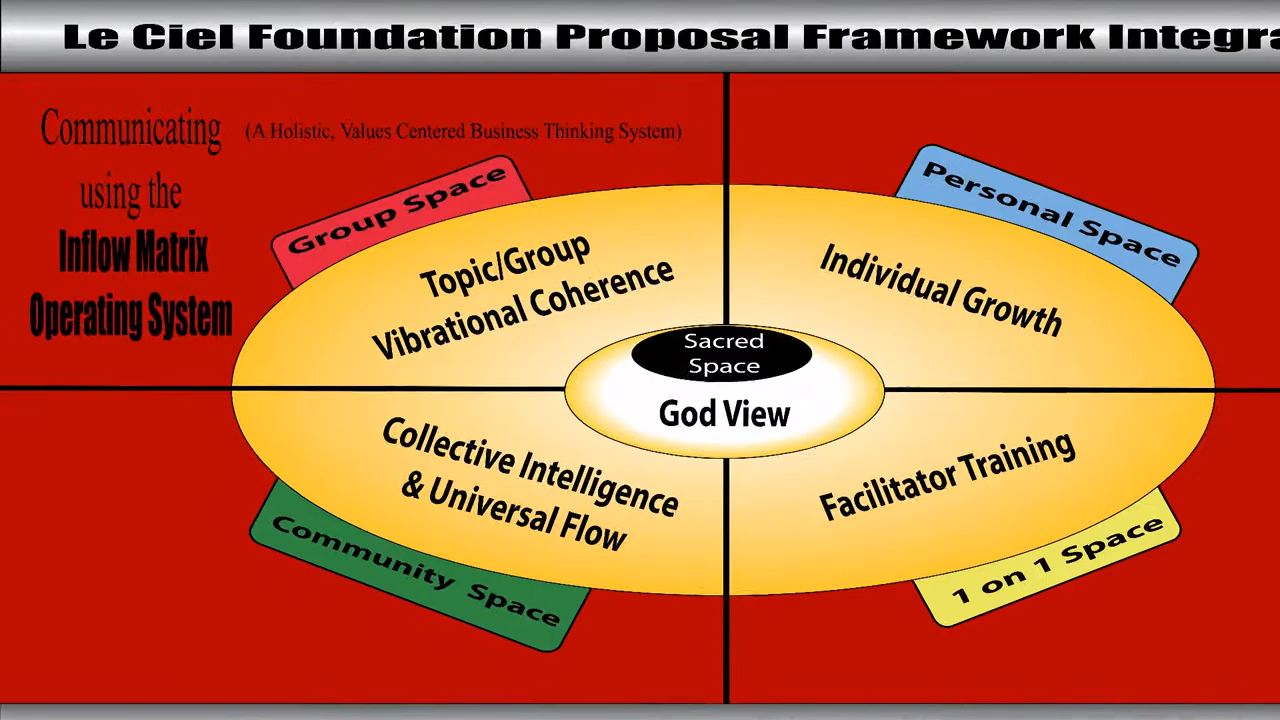 Le Ciel Foundation Proposal Framework Integra
Communicating
using the
Inflow Matrix
Operating System
(A Holistic, Values Centered Business Thinking System)
Group Space
Personal Space
Topic/Group
Vibrational Coherence
Individual Growth
Sacred
Space
God View
Collective Intelligence
& Universal Flow
Facilitator Training
Community Space
1 on 1 Space